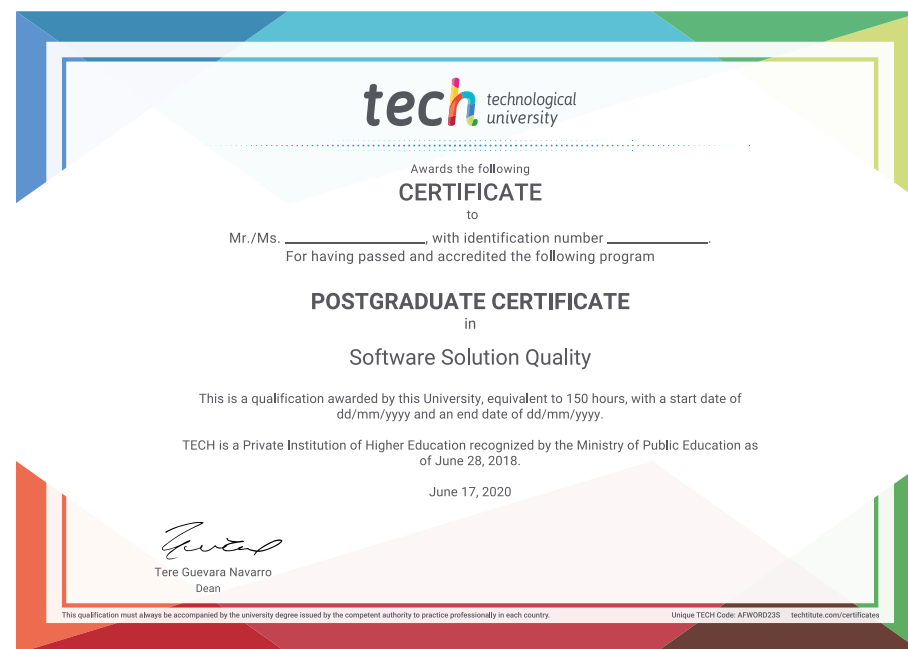 tech technological
university
Awards the following
CERTIFICATE
to
Mr./Ms. ____________________, with identification number ______________.
For having passed and accredited the following program
POSTGRADUATE CERTIFICATE
in
Software Solution Quality
This is a qualification awarded by this University, equivalent to 150 hours, with a start date of
dd/mm/yyyy and an end date of dd/mm/yyyy.
TECH is a Private Institution of Higher Education recognized by the Ministry of Public Education as
of June 28, 2018.
June 17, 2020
Tere Guevara Navarro
Dean
This qualification must always be accompanied by the university degree issued by the competent authority to practice professionally in each country. Unique TECH Code: AFWORD23S techtitute.com/certificates